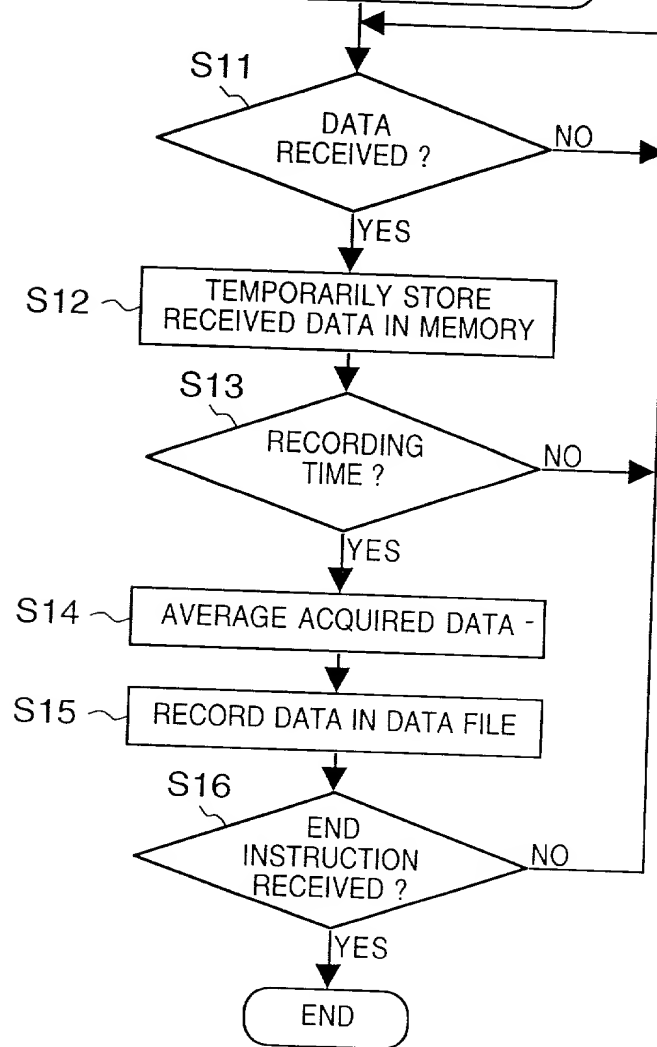 S11
DATA
RECEIVED ?
NO
YES
S12
TEMPORARILY STORE
RECEIVED DATA IN MEMORY
S13
RECORDING
TIME ?
NO
YES
S14
AVERAGE ACQUIRED DATA
S15
RECORD DATA IN DATA FILE
S16
END
INSTRUCTION
RECEIVED ?
NO
YES
END